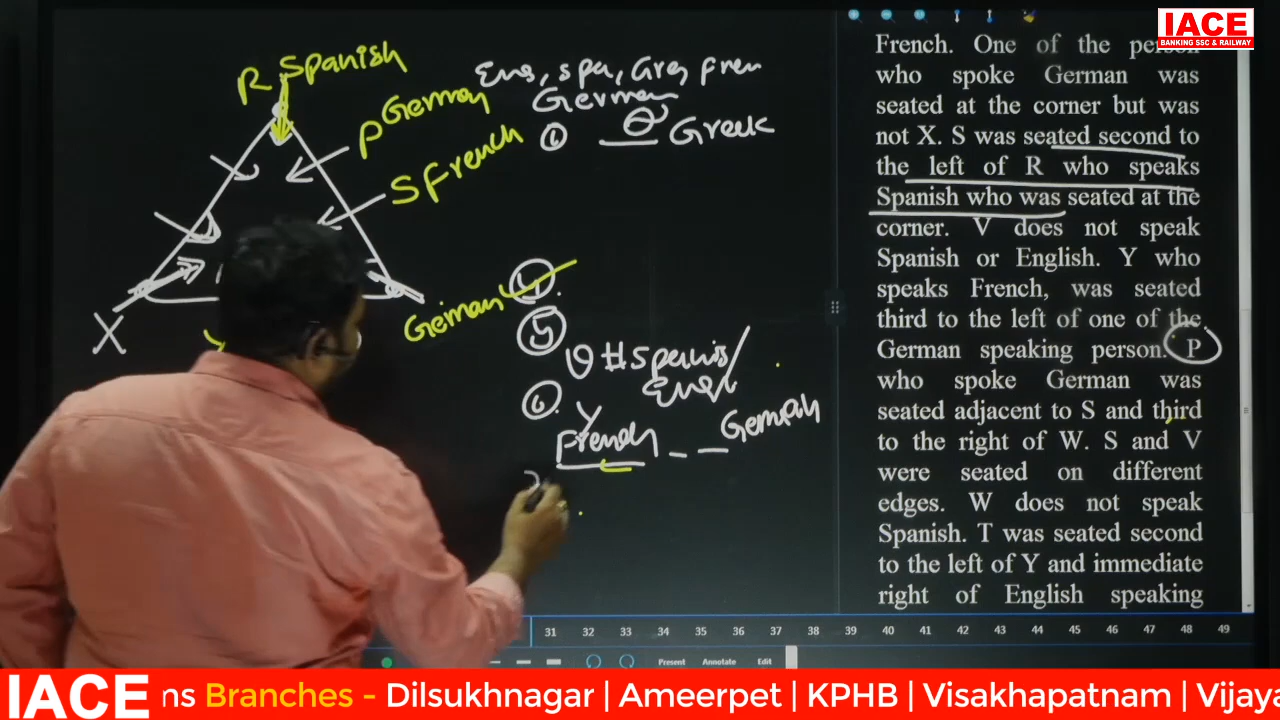 IACE
BANKING SSC & RAILWAY
R Spanish
P German
S French
X
German
Eng, spa, Gre, fren
German
6 Greek
4.
5
V # Spanis/
Engl
6.
Y
French _ _ German
French. One of the
who spoke German was
seated at the corner but was
not X. S was seated second to
the left of R who speaks
Spanish who was seated at the
corner. V does not speak
Spanish or English. Y who
speaks French, was seated
third to the left of one of the
German speaking person. P
who spoke German was
seated adjacent to S and third
to the right of W. S and V
were seated on different
edges. W does not speak
Spanish. T was seated second
to the left of Y and immediate
right of English speaking
31 32 33 34 35 36 37 38 39 40 41 42 43 44 45 46 47 48 49
Present Annotate Edit
IACE ns Branches - Dilsukhnagar | Ameerpet | KPHB | Visakhapatnam | Vijaya